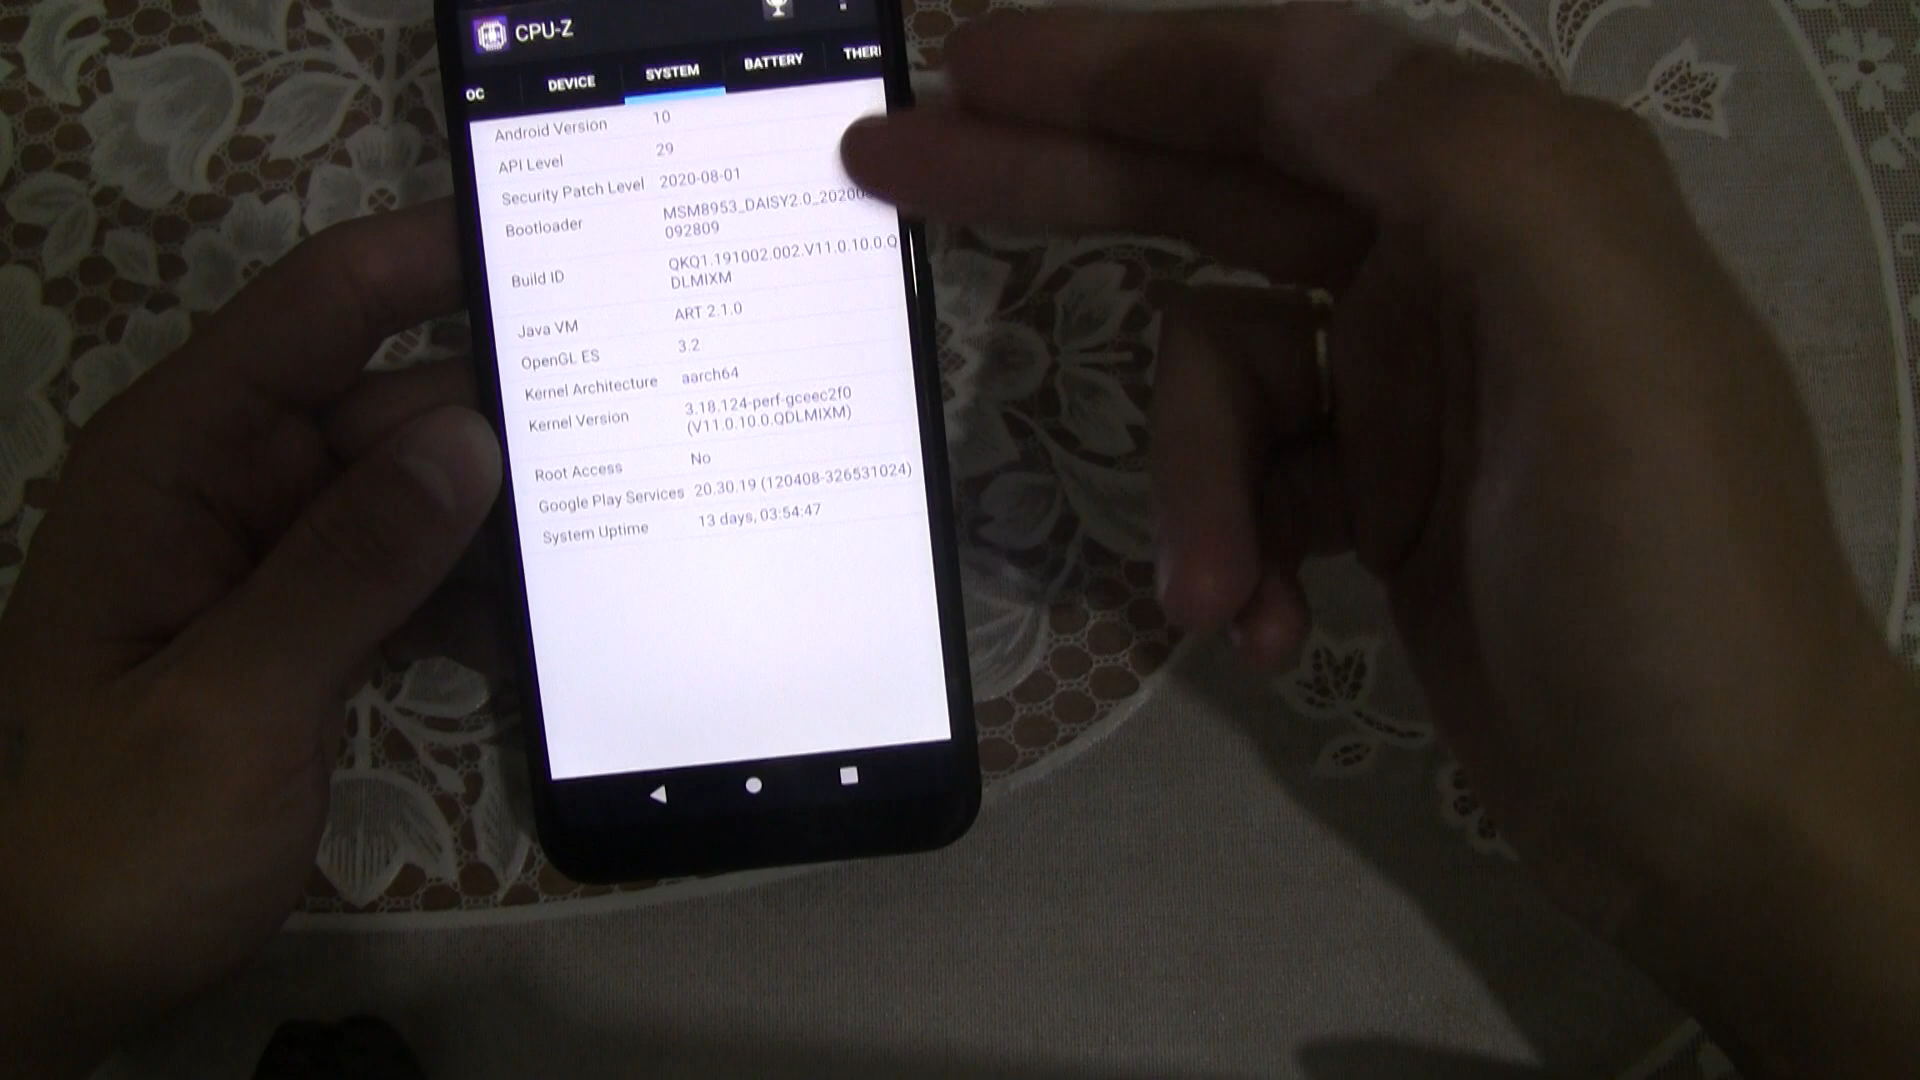 CPU-Z
OC DEVICE SYSTEM BATTERY THER
Android Version 10
API Level 29
Security Patch Level 2020-08-01
Bootloader MSM8953_DAISY2.0_20200
092809
Build ID QKQ1.191002.002.V11.0.10.0.Q
DLMIXM
Java VM ART 2.1.0
OpenGL ES 3.2
Kernel Architecture aarch64
Kernel Version 3.18.124-perf-gceec2f0
(V11.0.10.0.QDLMIXM)
Root Access No
Google Play Services 20.30.19 (120408-326531024)
System Uptime 13 days, 03:54:47